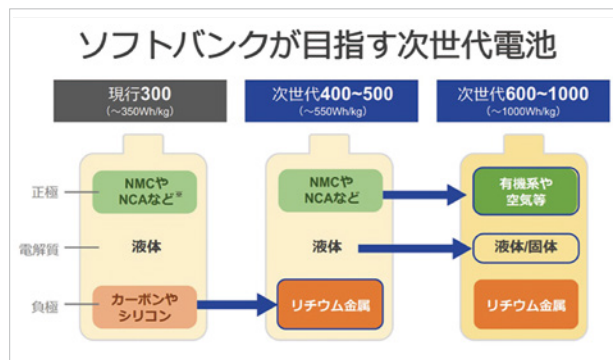 ソフトバンクが目指す次世代電池
現行300
(～350Wh/kg)
次世代400~500
(～550Wh/kg)
次世代600~1000
(～1000Wh/kg)
正極
NMCや
NCAなど※
NMCや
NCAなど
有機系や
空気等
電解質
液体
液体
液体/固体
負極
カーボンや
シリコン
リチウム金属
リチウム金属